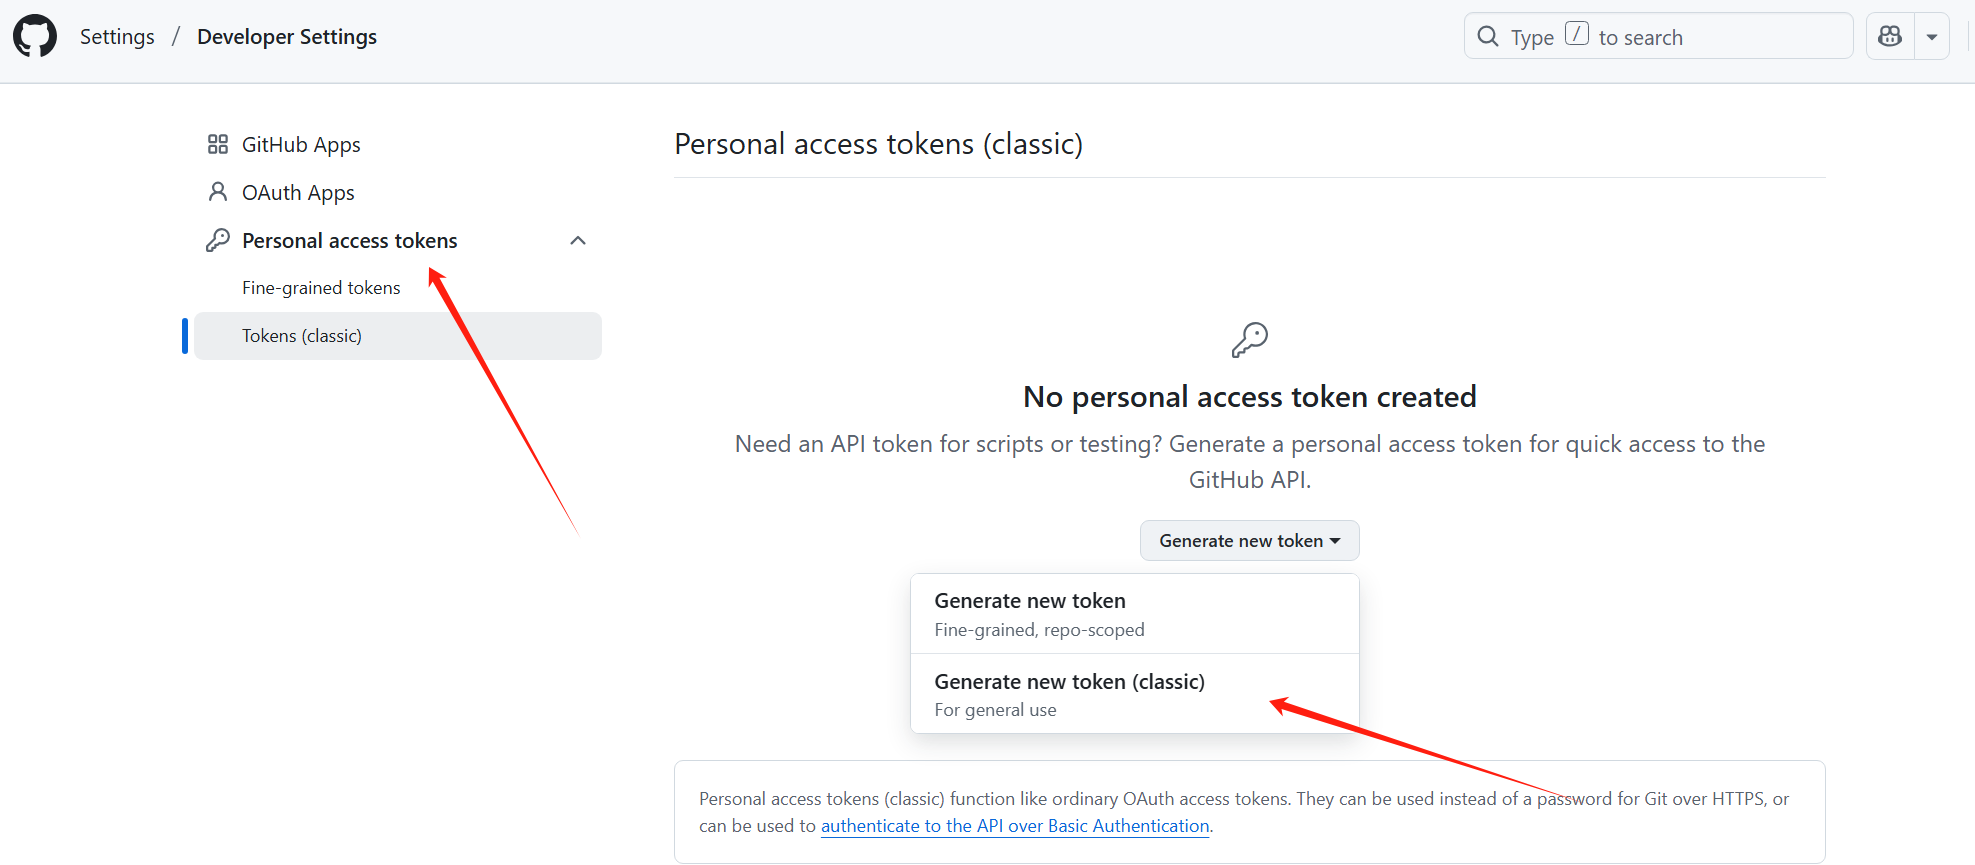 Settings / Developer Settings
Type / to search
GitHub Apps
OAuth Apps
Personal access tokens
Fine-grained tokens
Tokens (classic)
Personal access tokens (classic)
No personal access token created
Need an API token for scripts or testing? Generate a personal access token for quick access to the
GitHub API.
Generate new token
Generate new token
Fine-grained, repo-scoped
Generate new token (classic)
For general use
Personal access tokens (classic) function like ordinary OAuth access tokens. They can be used instead of a password for Git over HTTPS, or
can be used to authenticate to the API over Basic Authentication.